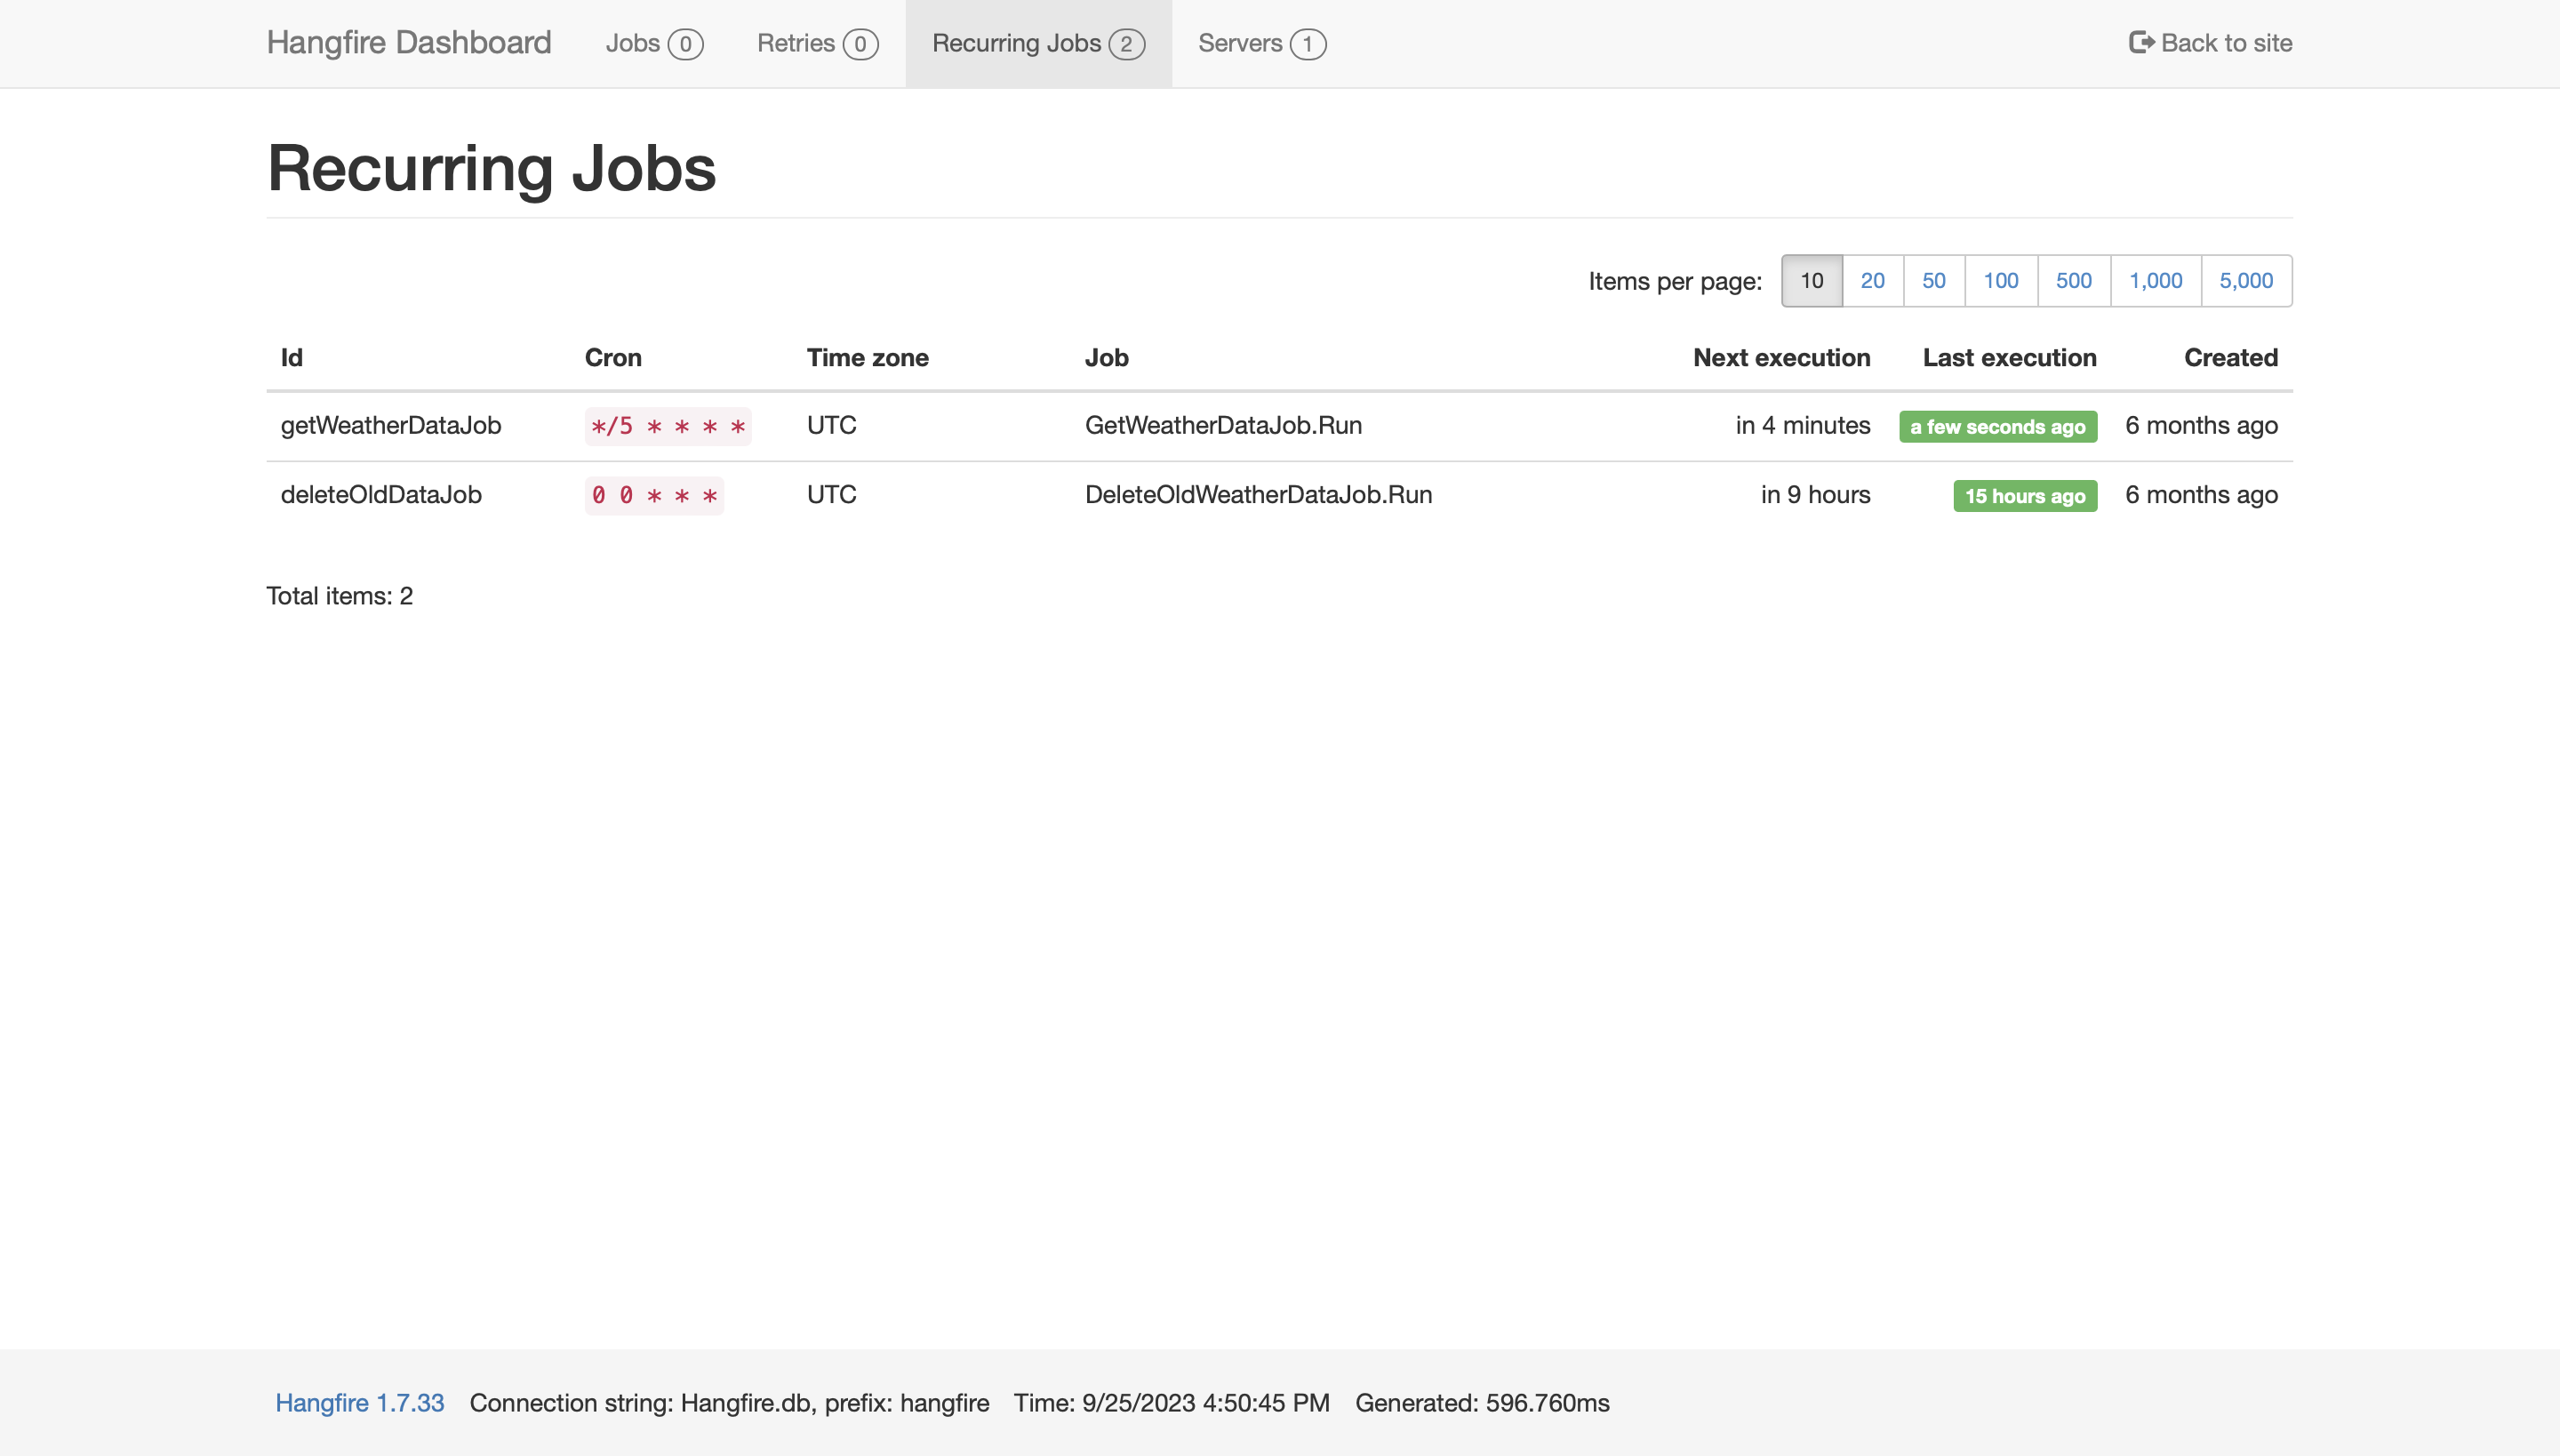 Hangfire Dashboard Jobs 0 Retries 0 Recurring Jobs 2 Servers 1 Back to site
Recurring Jobs
Items per page: 10 20 50 100 500 1,000 5,000
Id Cron Time zone Job Next execution Last execution Created
getWeatherDataJob */5 * * * * UTC GetWeatherDataJob.Run in 4 minutes a few seconds ago 6 months ago
deleteOldDataJob 0 0 * * * UTC DeleteOldWeatherDataJob.Run in 9 hours 15 hours ago 6 months ago
Total items: 2
Hangfire 1.7.33 Connection string: Hangfire.db, prefix: hangfire Time: 9/25/2023 4:50:45 PM Generated: 596.760ms